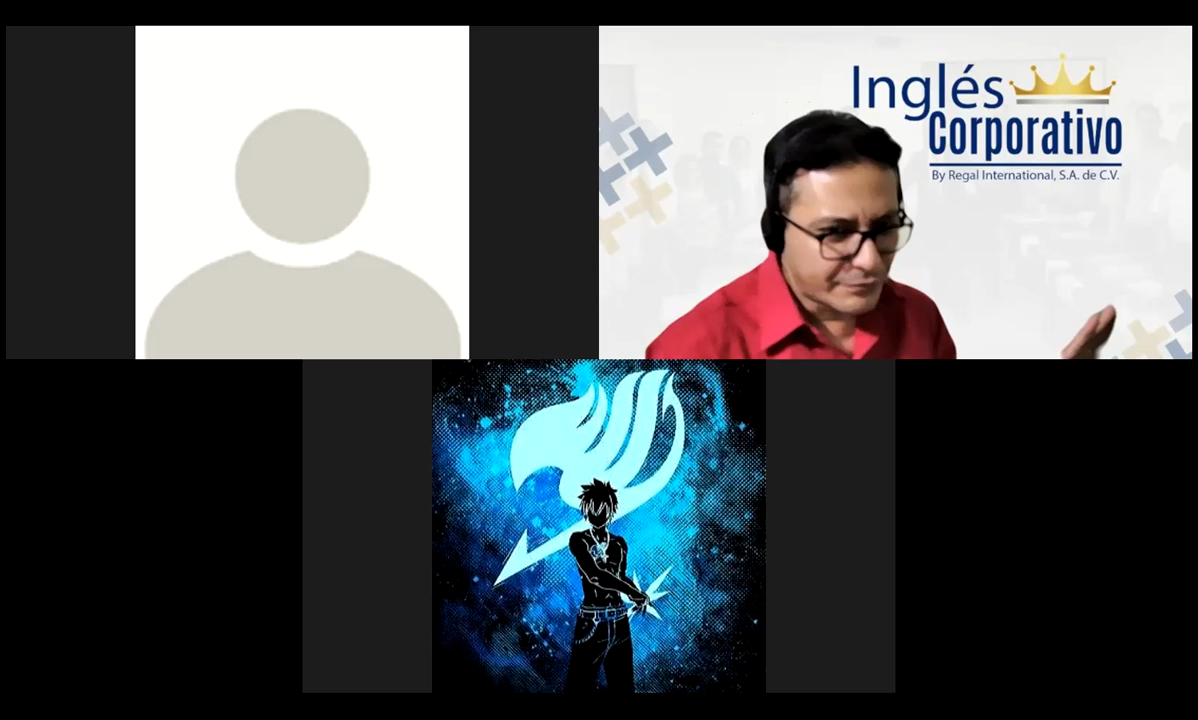 Inglés
Corporativo
By Regal International, S.A. de C.V.